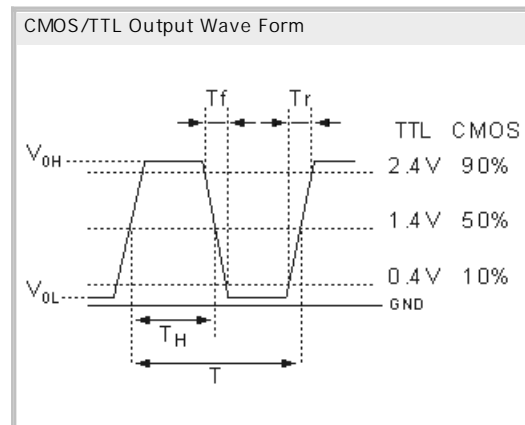 CMOS/TTL Output Wave Form
Tf Tr
TTL CMOS
V0H 2.4V 90%
1.4V 50%
0.4V 10%
V0L
GND
TH
T